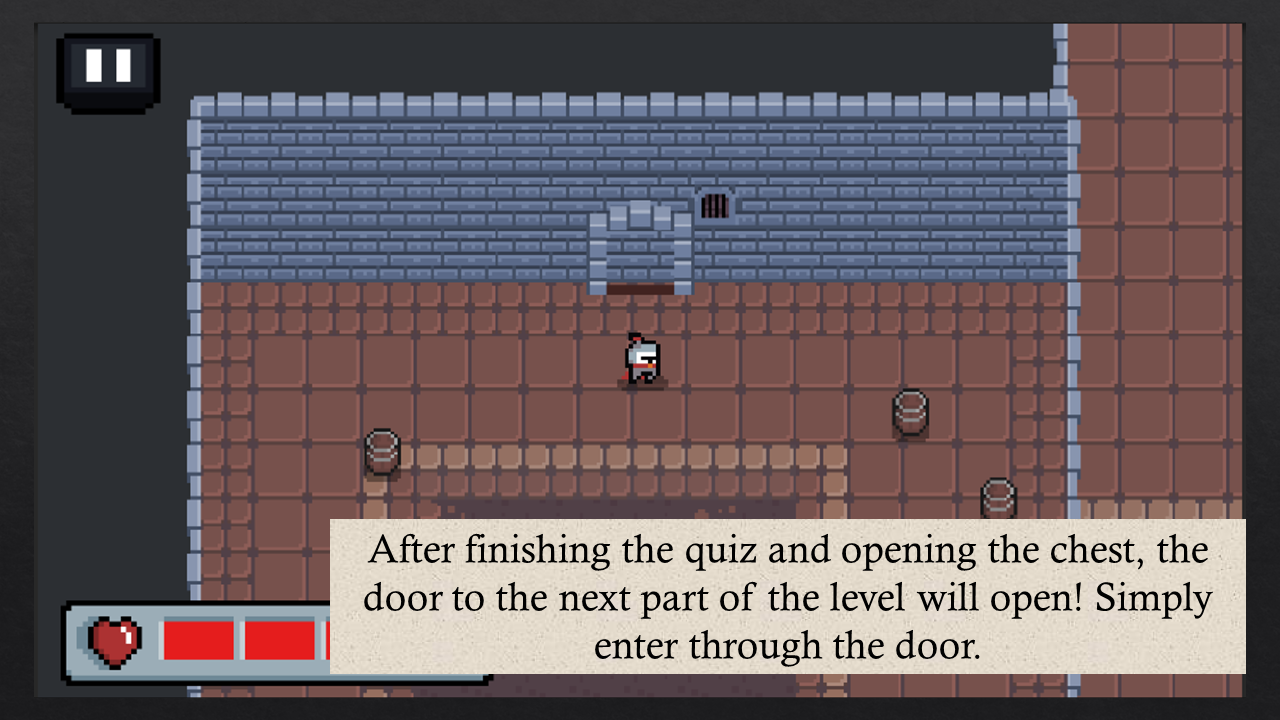 After finishing the quiz and opening the chest, the
door to the next part of the level will open! Simply
enter through the door.